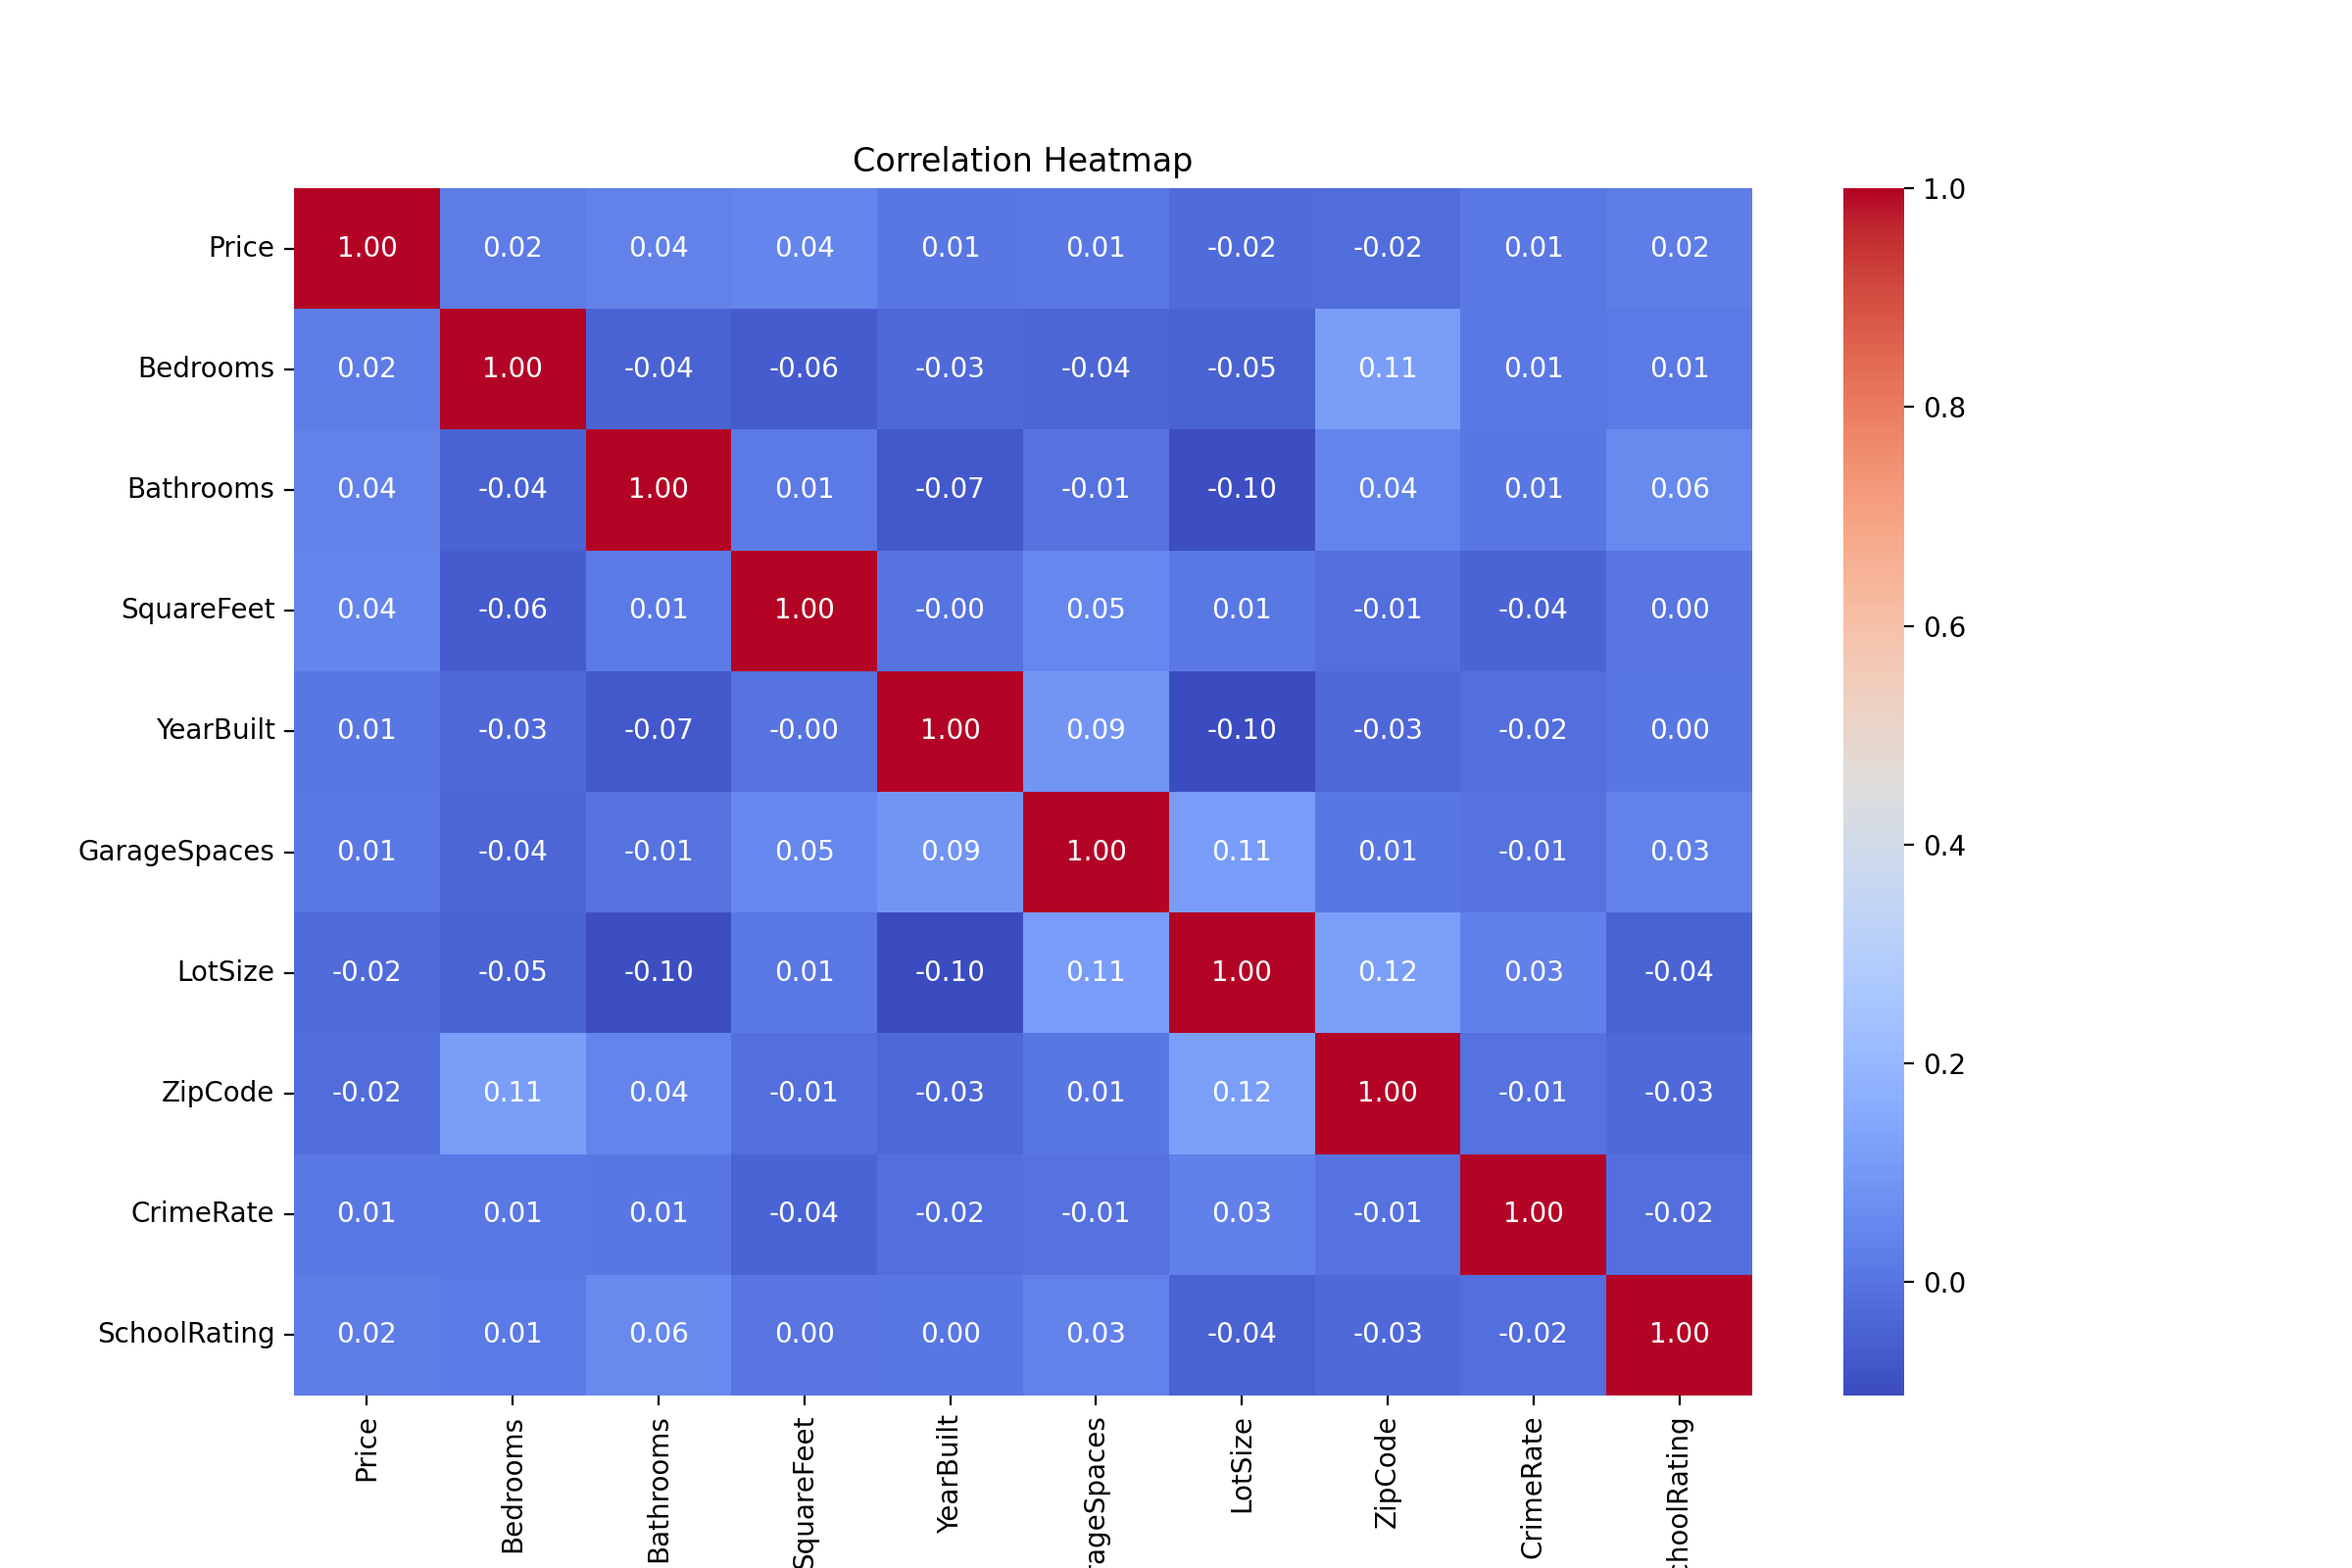 Correlation Heatmap
Price 1.00 0.02 0.04 0.04 0.01 0.01 -0.02 -0.02 0.01 0.02
Bedrooms 0.02 1.00 -0.04 -0.06 -0.03 -0.04 -0.05 0.11 0.01 0.01
Bathrooms 0.04 -0.04 1.00 0.01 -0.07 -0.01 -0.10 0.04 0.01 0.06
SquareFeet 0.04 -0.06 0.01 1.00 -0.00 0.05 0.01 -0.01 -0.04 0.00
YearBuilt 0.01 -0.03 -0.07 -0.00 1.00 0.09 -0.10 -0.03 -0.02 0.00
GarageSpaces 0.01 -0.04 -0.01 0.05 0.09 1.00 0.11 0.01 -0.01 0.03
LotSize -0.02 -0.05 -0.10 0.01 -0.10 0.11 1.00 0.12 0.03 -0.04
ZipCode -0.02 0.11 0.04 -0.01 -0.03 0.01 0.12 1.00 -0.01 -0.03
CrimeRate 0.01 0.01 0.01 -0.04 -0.02 -0.01 0.03 -0.01 1.00 -0.02
SchoolRating 0.02 0.01 0.06 0.00 0.00 0.03 -0.04 -0.03 -0.02 1.00
Price
Bedrooms
Bathrooms
SquareFeet
YearBuilt
rageSpaces
LotSize
ZipCode
CrimeRate
choolRating
1.0
0.8
0.6
0.4
0.2
0.0